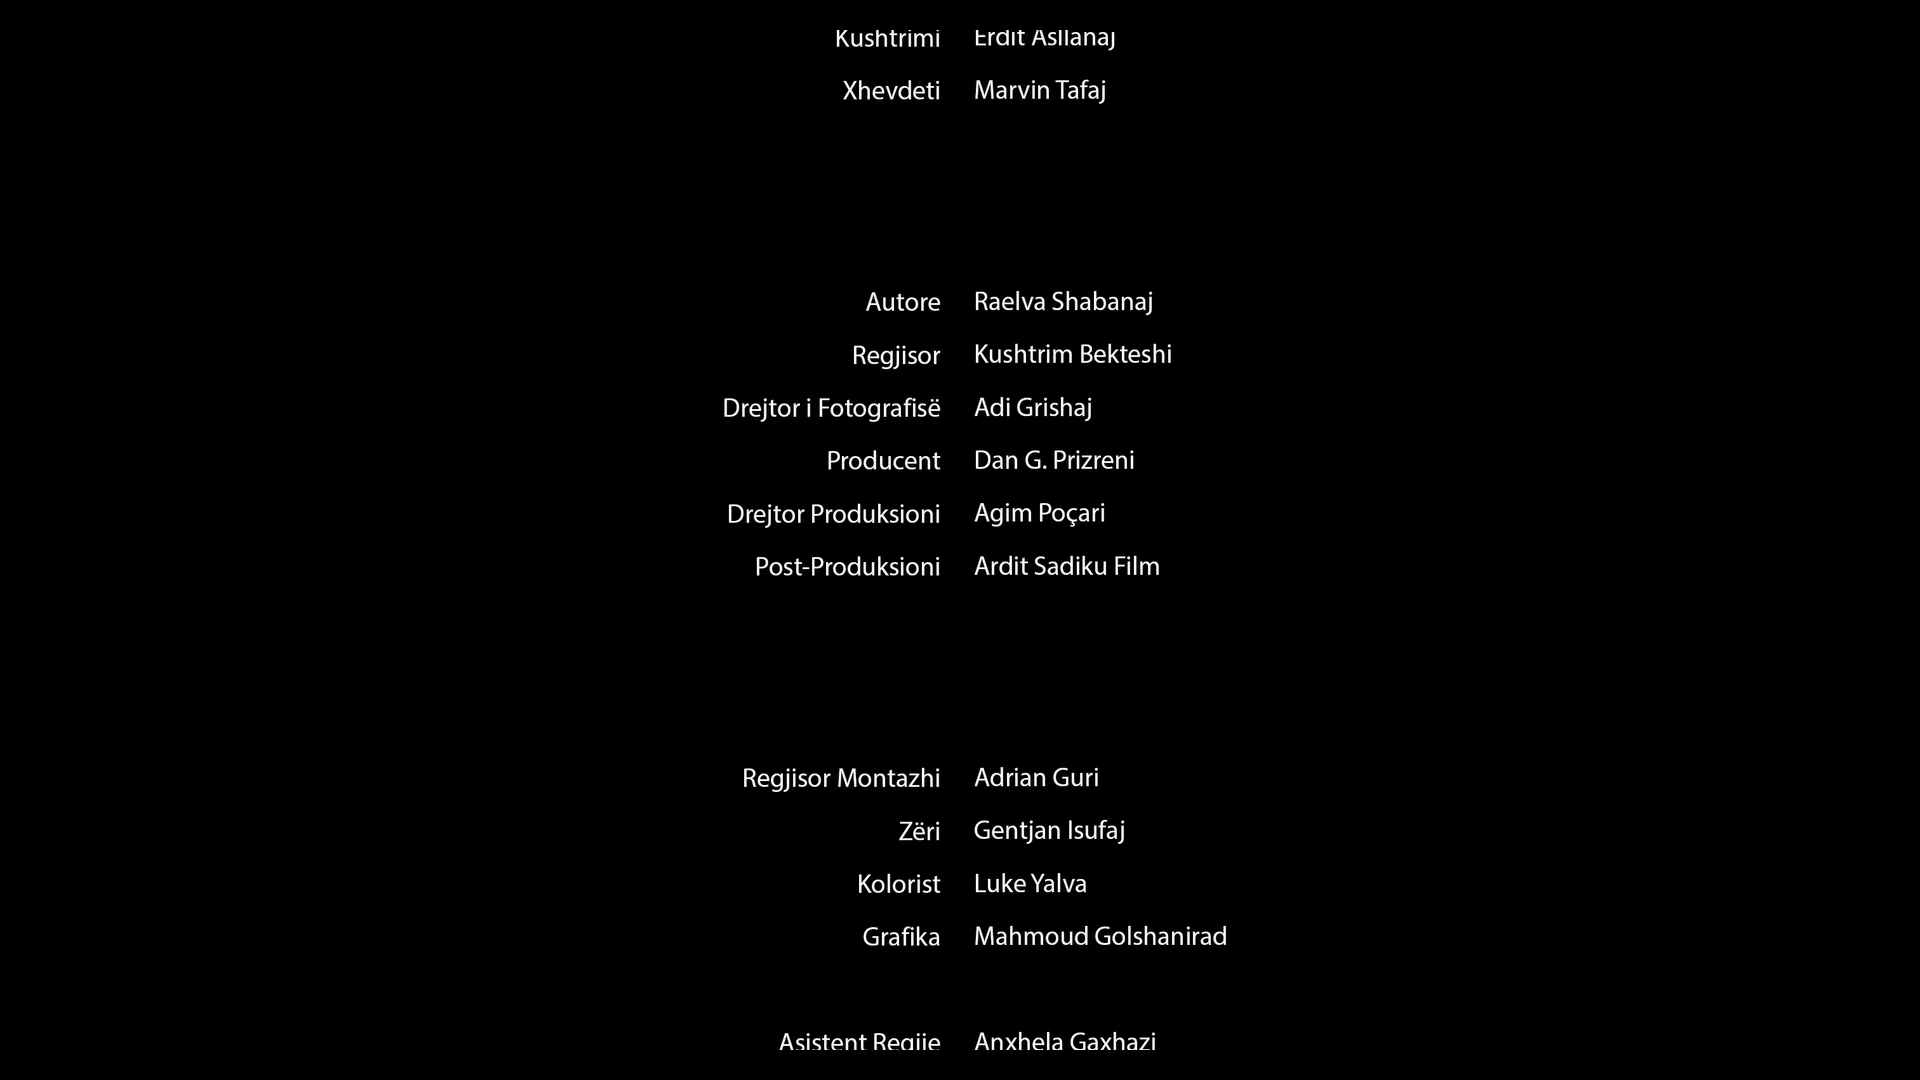 Kushtrimi Erdit Asllanaj
Xhevdeti Marvin Tafaj
Autore Raelva Shabanaj
Regjisor Kushtrim Bekteshi
Drejtor i Fotografisë Adi Grishaj
Producent Dan G. Prizreni
Drejtor Produksioni Agim Poçari
Post-Produksioni Ardit Sadiku Film
Regjisor Montazhi Adrian Guri
Zëri Gentjan Isufaj
Kolorist Luke Yalva
Grafika Mahmoud Golshanirad
Asistent Regjie Anxhela Gaxhazi